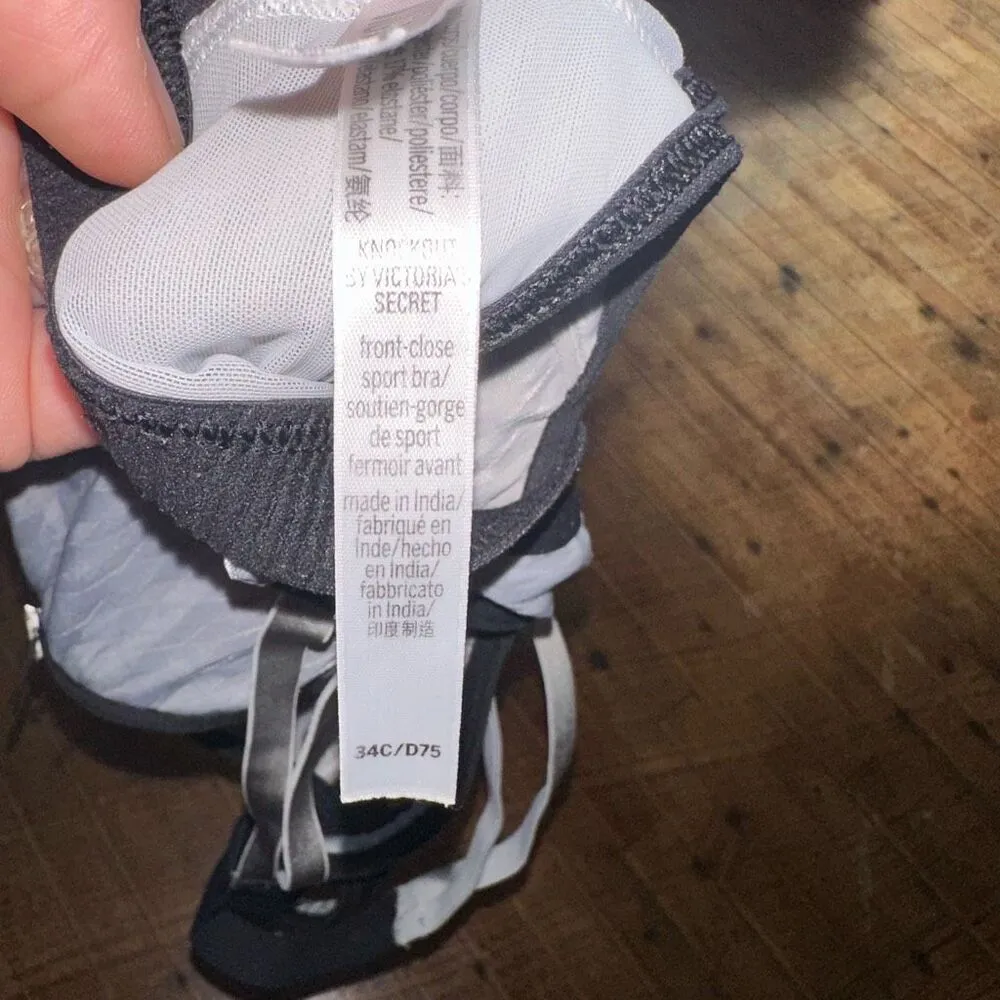 cuerpo/corpo/面料:
poliéster/poliestere/
17% elastane/
elastano elastam/氨纶
KNOCKOUT
BY VICTORIA'S
SECRET
front-close
sport bra/
soutien-gorge
de sport
fermoir avant
made in India/
fabriqué en
Inde/hecho
en India/
fabbricato
in India/
印度制造
34C/D75